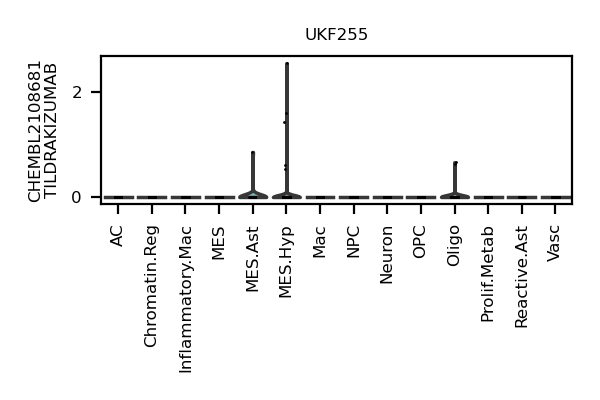 UKF255
CHEMBL2108681
TILDRAKIZUMAB
2
0
AC
Chromatin.Reg
Inflammatory.Mac
MES
MES.Ast
MES.Hyp
Mac
NPC
Neuron
OPC
Oligo
Prolif.Metab
Reactive.Ast
Vasc